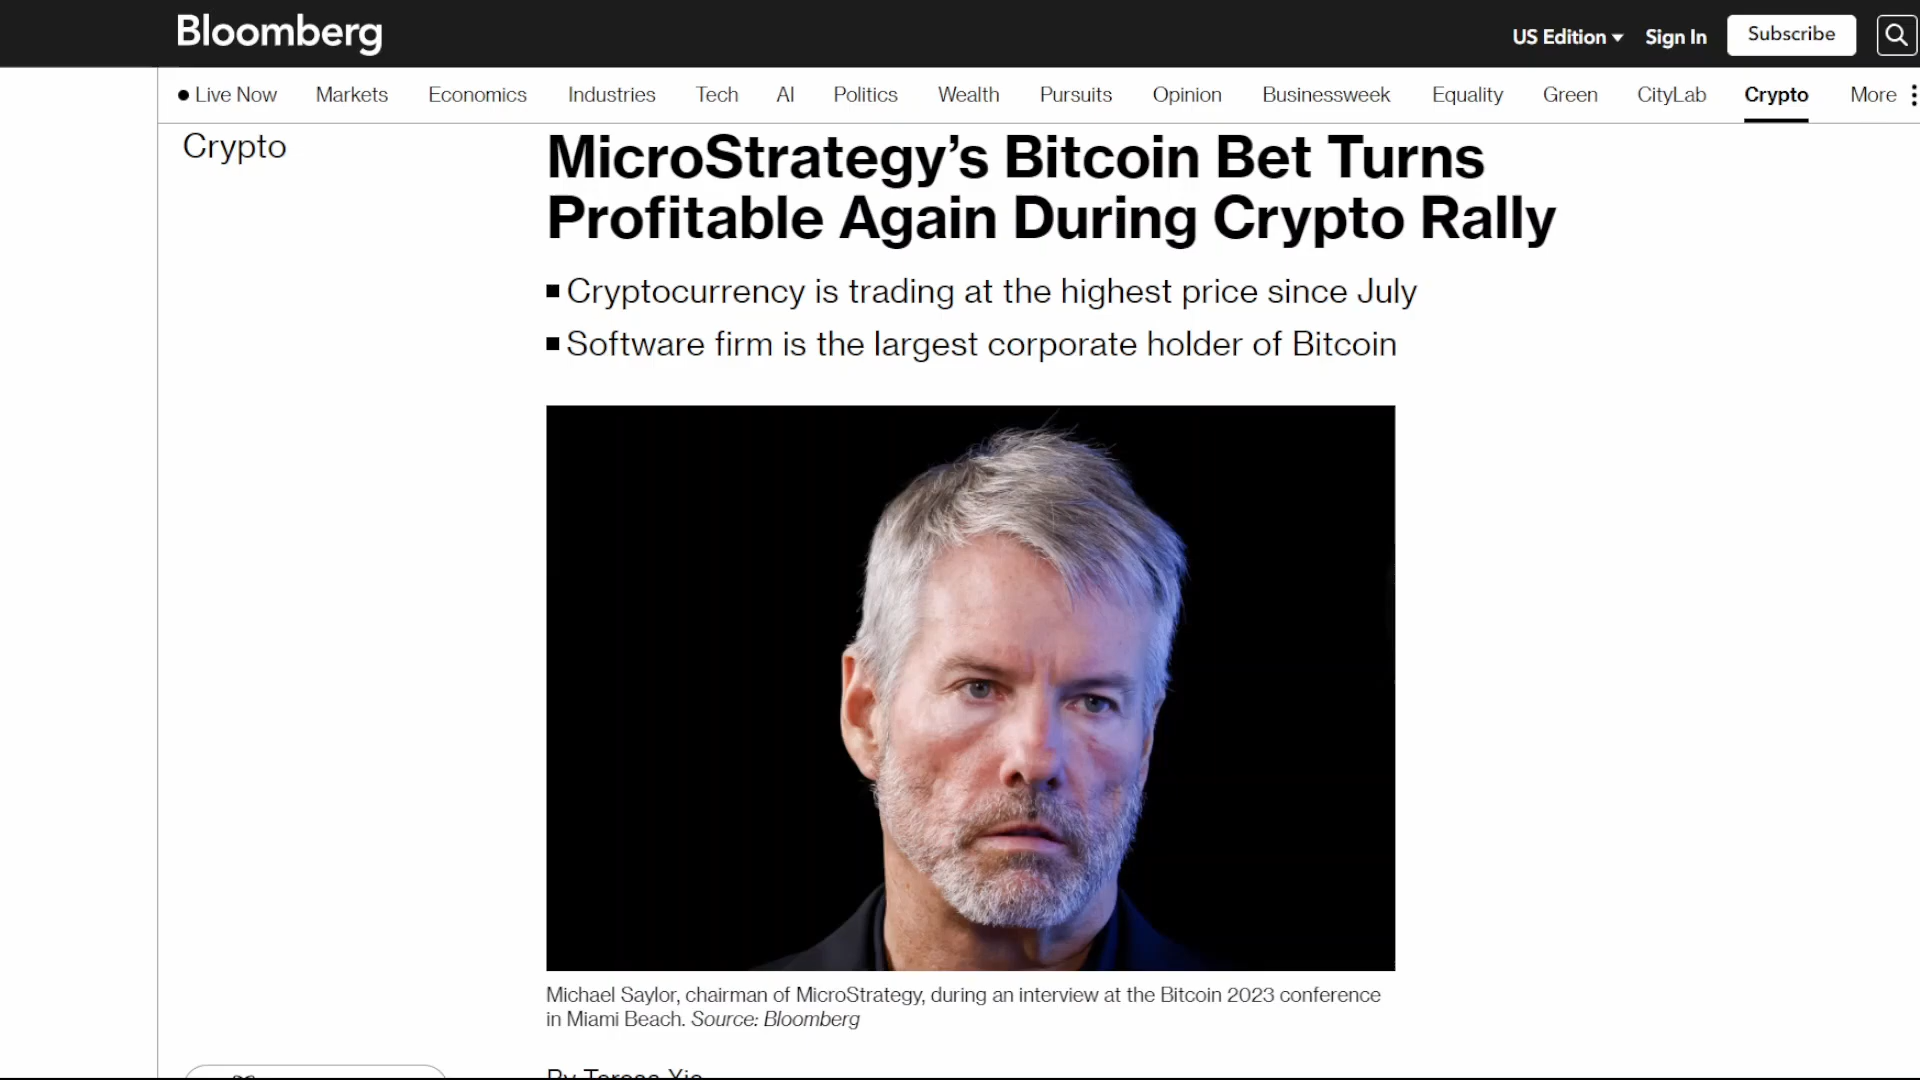 Bloomberg
US Edition Sign In Subscribe
Live Now Markets Economics Industries Tech AI Politics Wealth Pursuits Opinion Businessweek Equality Green CityLab Crypto More
Crypto
MicroStrategy’s Bitcoin Bet Turns
Profitable Again During Crypto Rally
Cryptocurrency is trading at the highest price since July
Software firm is the largest corporate holder of Bitcoin
Michael Saylor, chairman of MicroStrategy, during an interview at the Bitcoin 2023 conference
in Miami Beach. Source: Bloomberg
By Teresa Xie